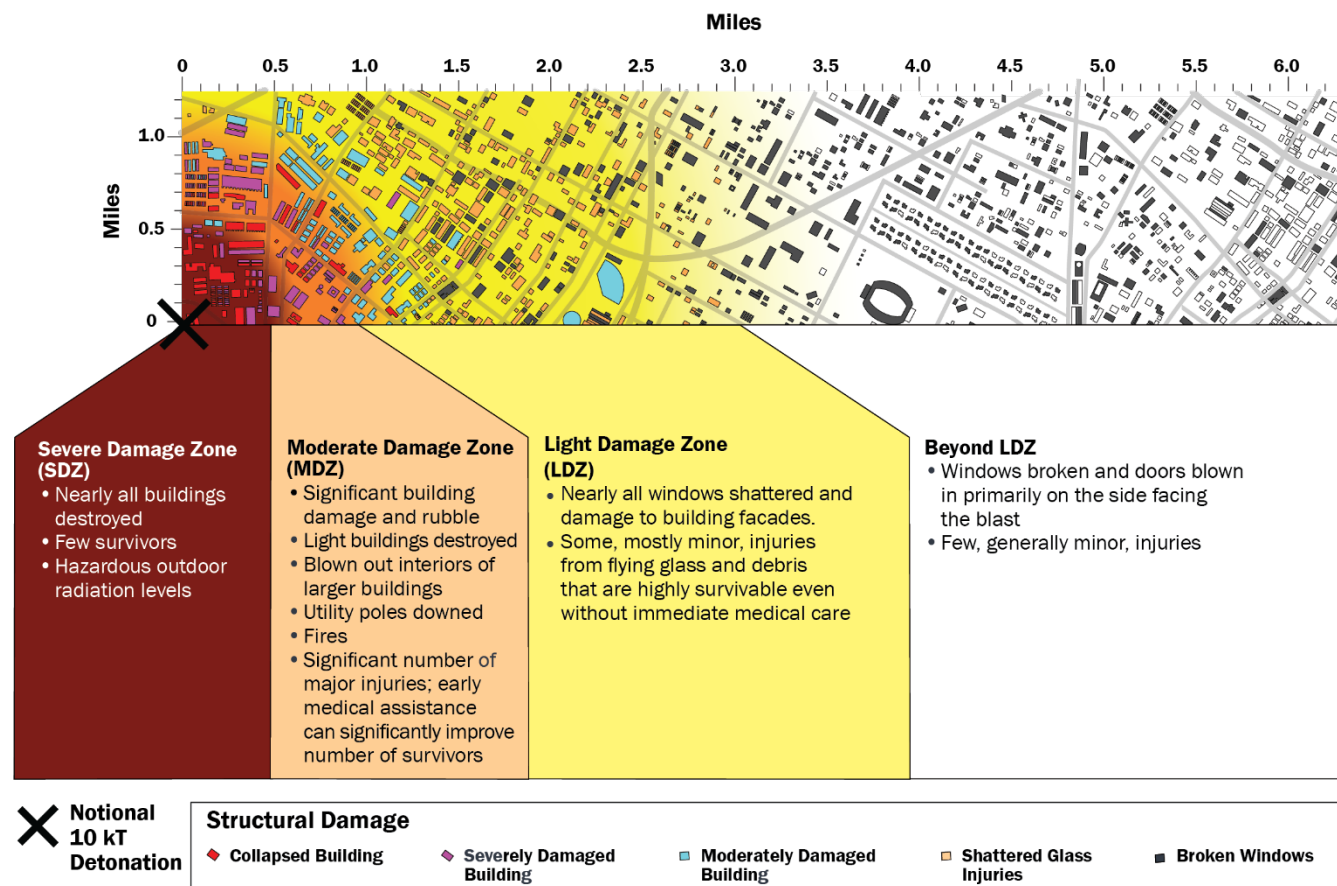 Miles
0 0.5 1.0 1.5 2.0 2.5 3.0 3.5 4.0 4.5 5.0 5.5 6.0
1.0
0.5
0
Miles
Severe Damage Zone
(SDZ)
• Nearly all buildings
destroyed
• Few survivors
• Hazardous outdoor
radiation levels
Moderate Damage Zone
(MDZ)
• Significant building
damage and rubble
• Light buildings destroyed
• Blown out interiors of
larger buildings
• Utility poles downed
• Fires
• Significant number of
major injuries; early
medical assistance
can significantly improve
number of survivors
Light Damage Zone
(LDZ)
• Nearly all windows shattered and
damage to building facades.
• Some, mostly minor, injuries
from flying glass and debris
that are highly survivable even
without immediate medical care
Beyond LDZ
• Windows broken and doors blown
in primarily on the side facing
the blast
• Few, generally minor, injuries
Notional
10 kT
Detonation
Structural Damage
Collapsed Building
Severely Damaged
Building
Moderately Damaged
Building
Shattered Glass
Injuries
Broken Windows